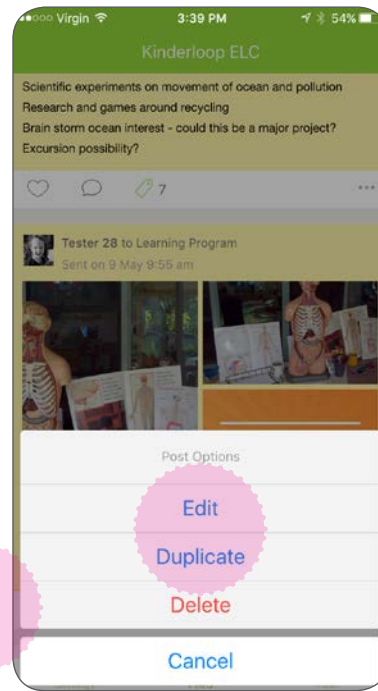 Virgin 3:39 PM 54%
Kinderloop ELC
Scientific experiments on movement of ocean and pollution
Research and games around recycling
Brain storm ocean interest - could this be a major project?
Excursion possibility?
7
Tester 28 to Learning Program
Sent on 9 May 9:55 am
Post Options
Edit
Duplicate
Delete
Cancel